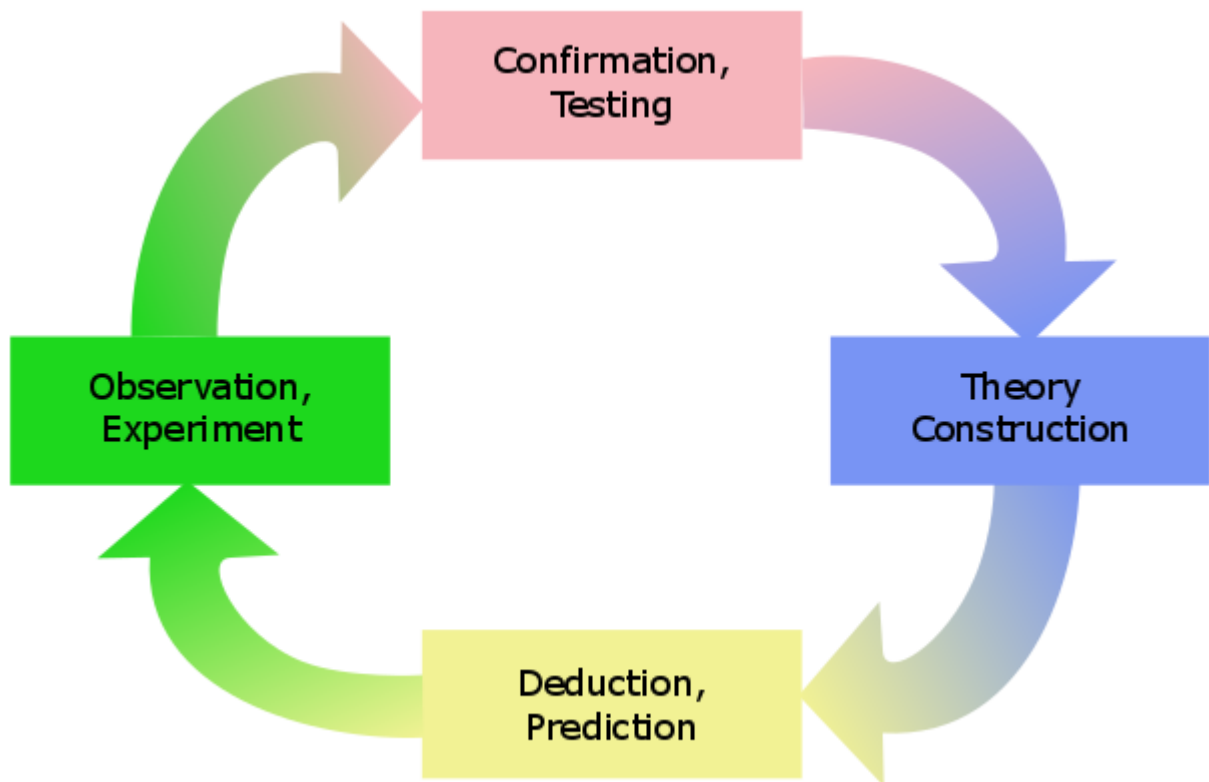 Confirmation,
Testing
Observation,
Experiment
Theory
Construction
Deduction,
Prediction